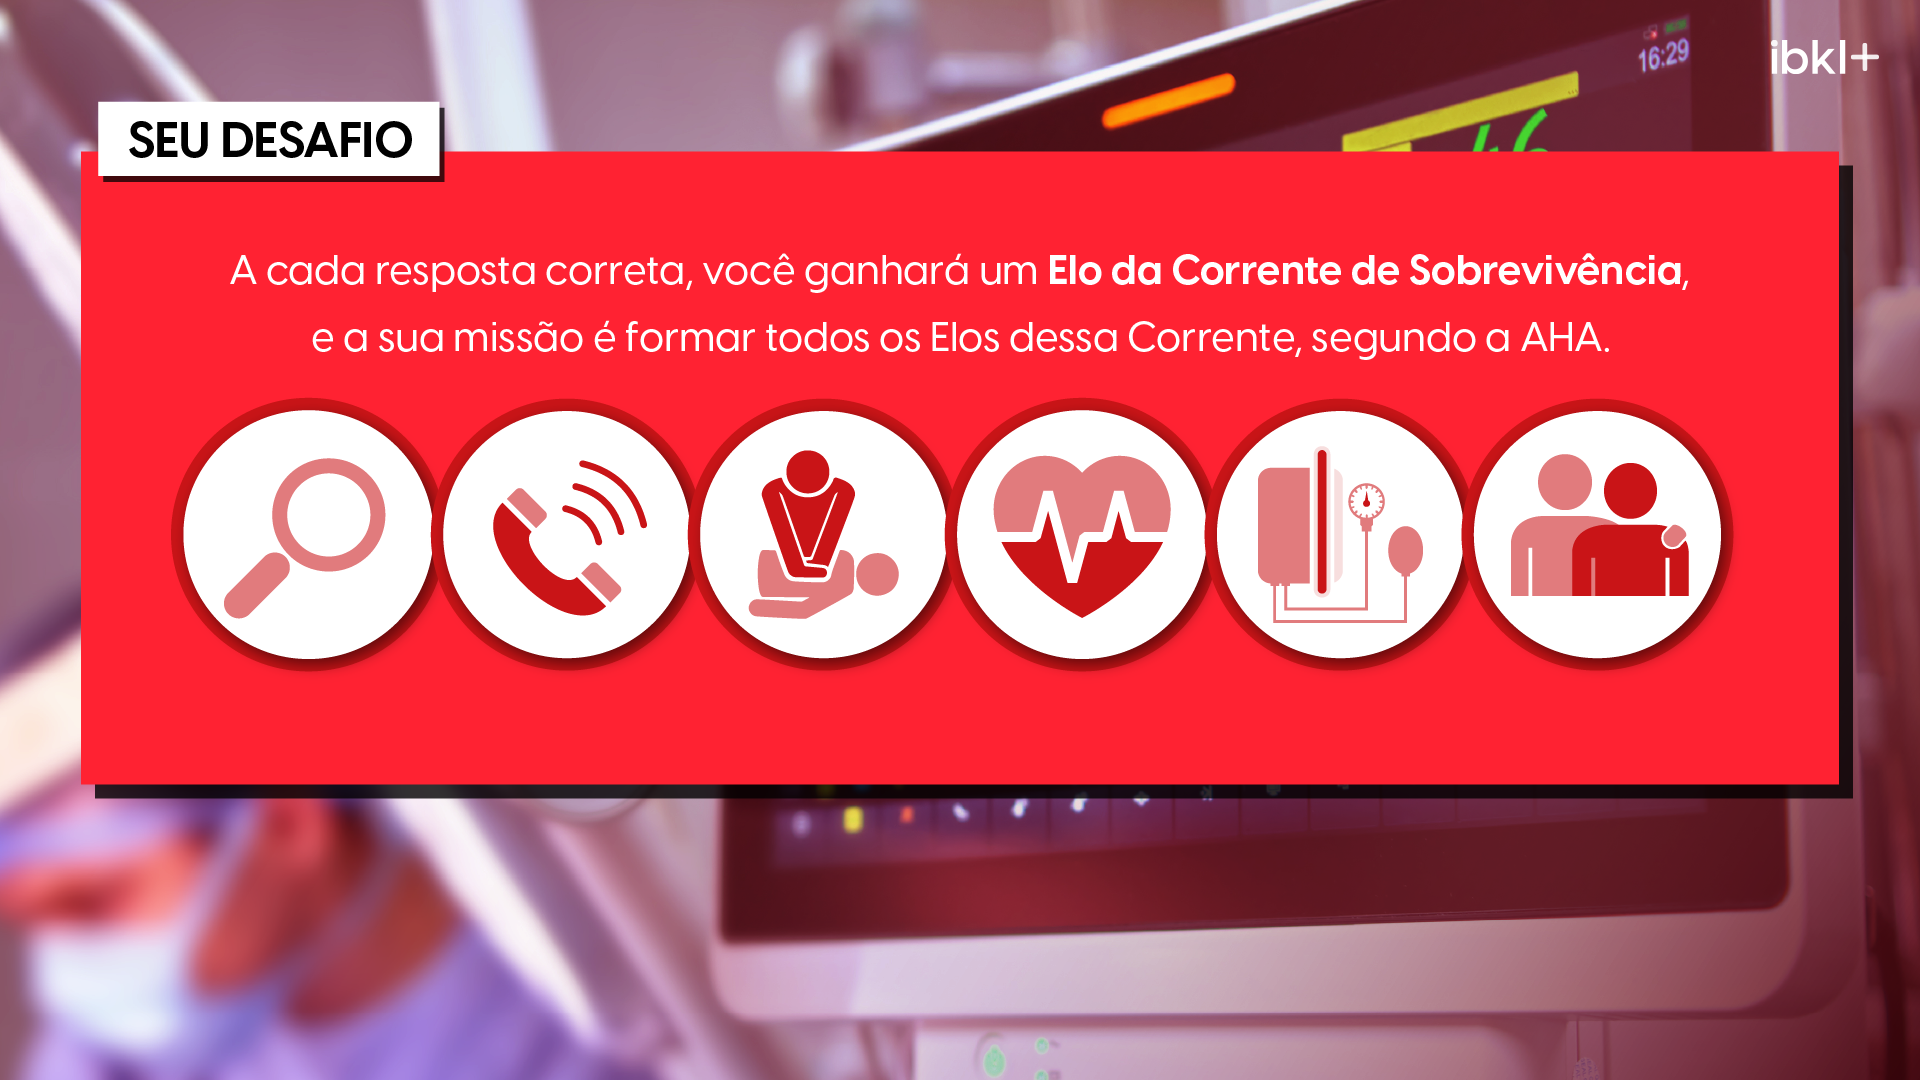 16:29
ibkl+
SEU DESAFIO
A cada resposta correta, você ganhará um Elo da Corrente de Sobrevivência,
e a sua missão é formar todos os Elos dessa Corrente, segundo a AHA.